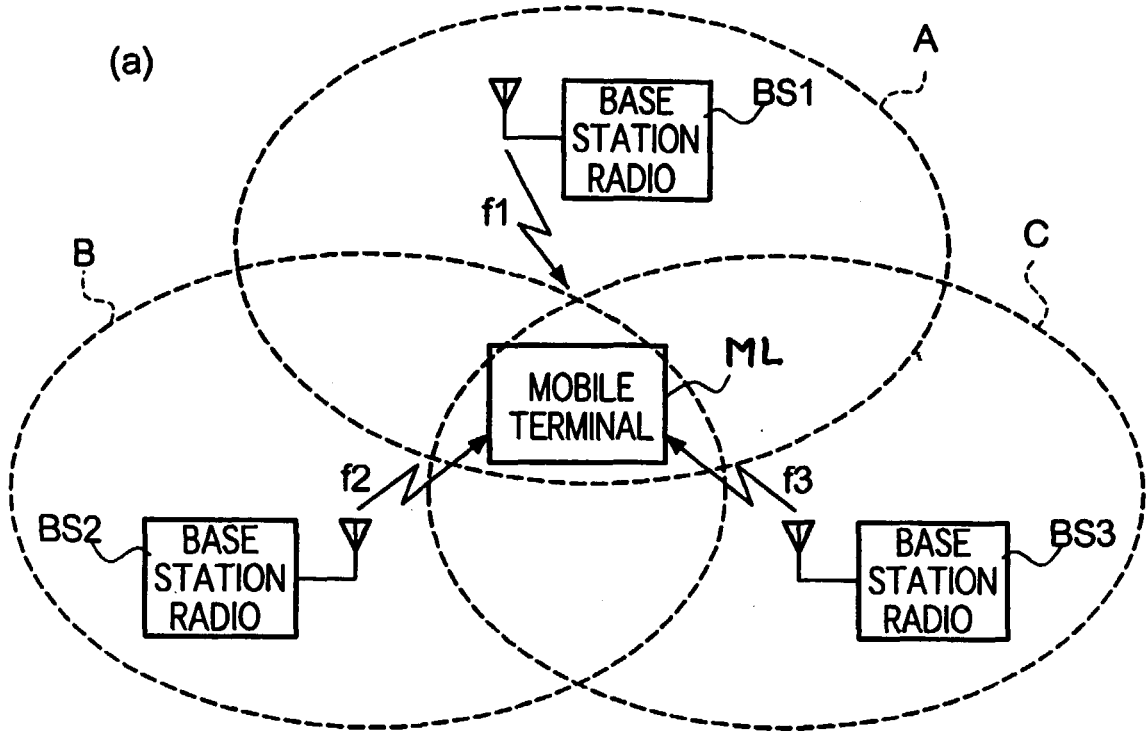 (a)
A
BASE
STATION
RADIO
BS1
f1
B
C
MOBILE
TERMINAL
ML
f2
f3
BS2
BASE
STATION
RADIO
BASE
STATION
RADIO
BS3